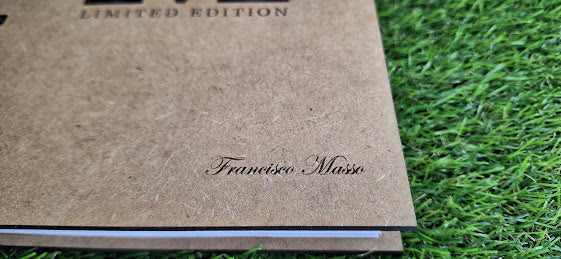 LIMITED EDITION
Francisco Masso